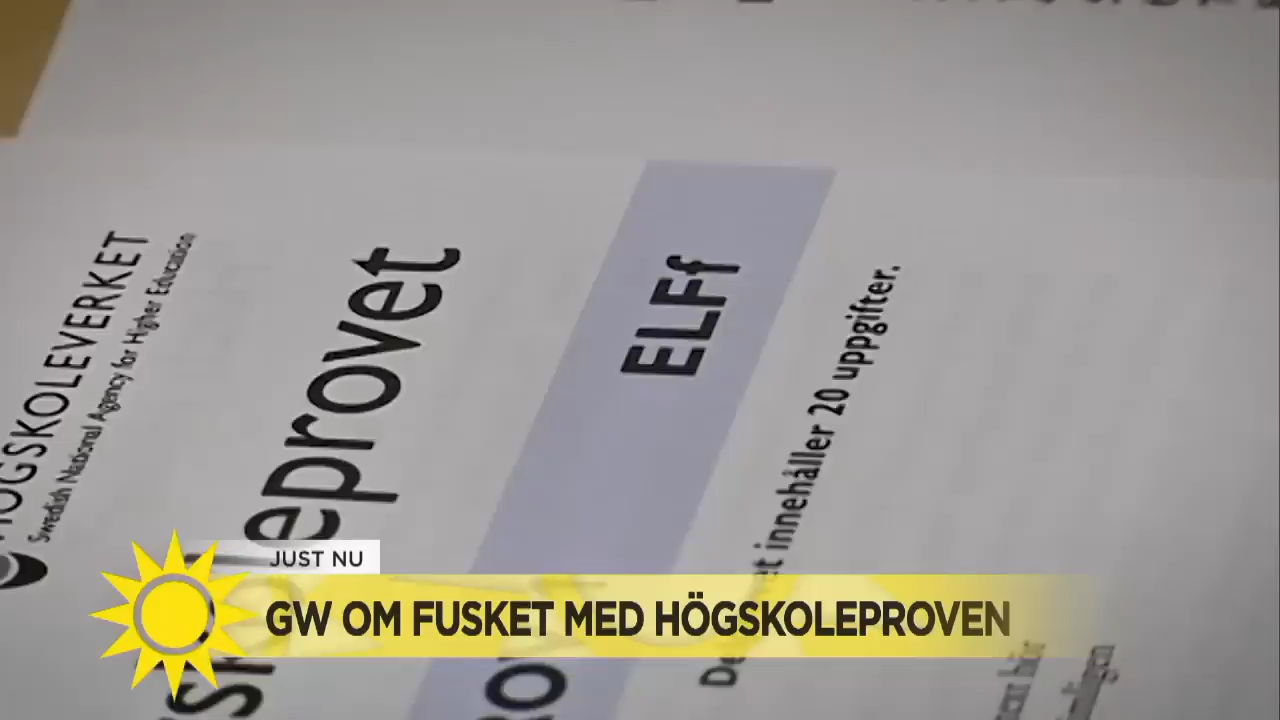 HÖGSKOLEVERKET
Swedish National Agency for Higher Education
eprovet
ELFf
innehåller 20 uppgifter.
JUST NU
GW OM FUSKET MED HÖGSKOLEPROVEN